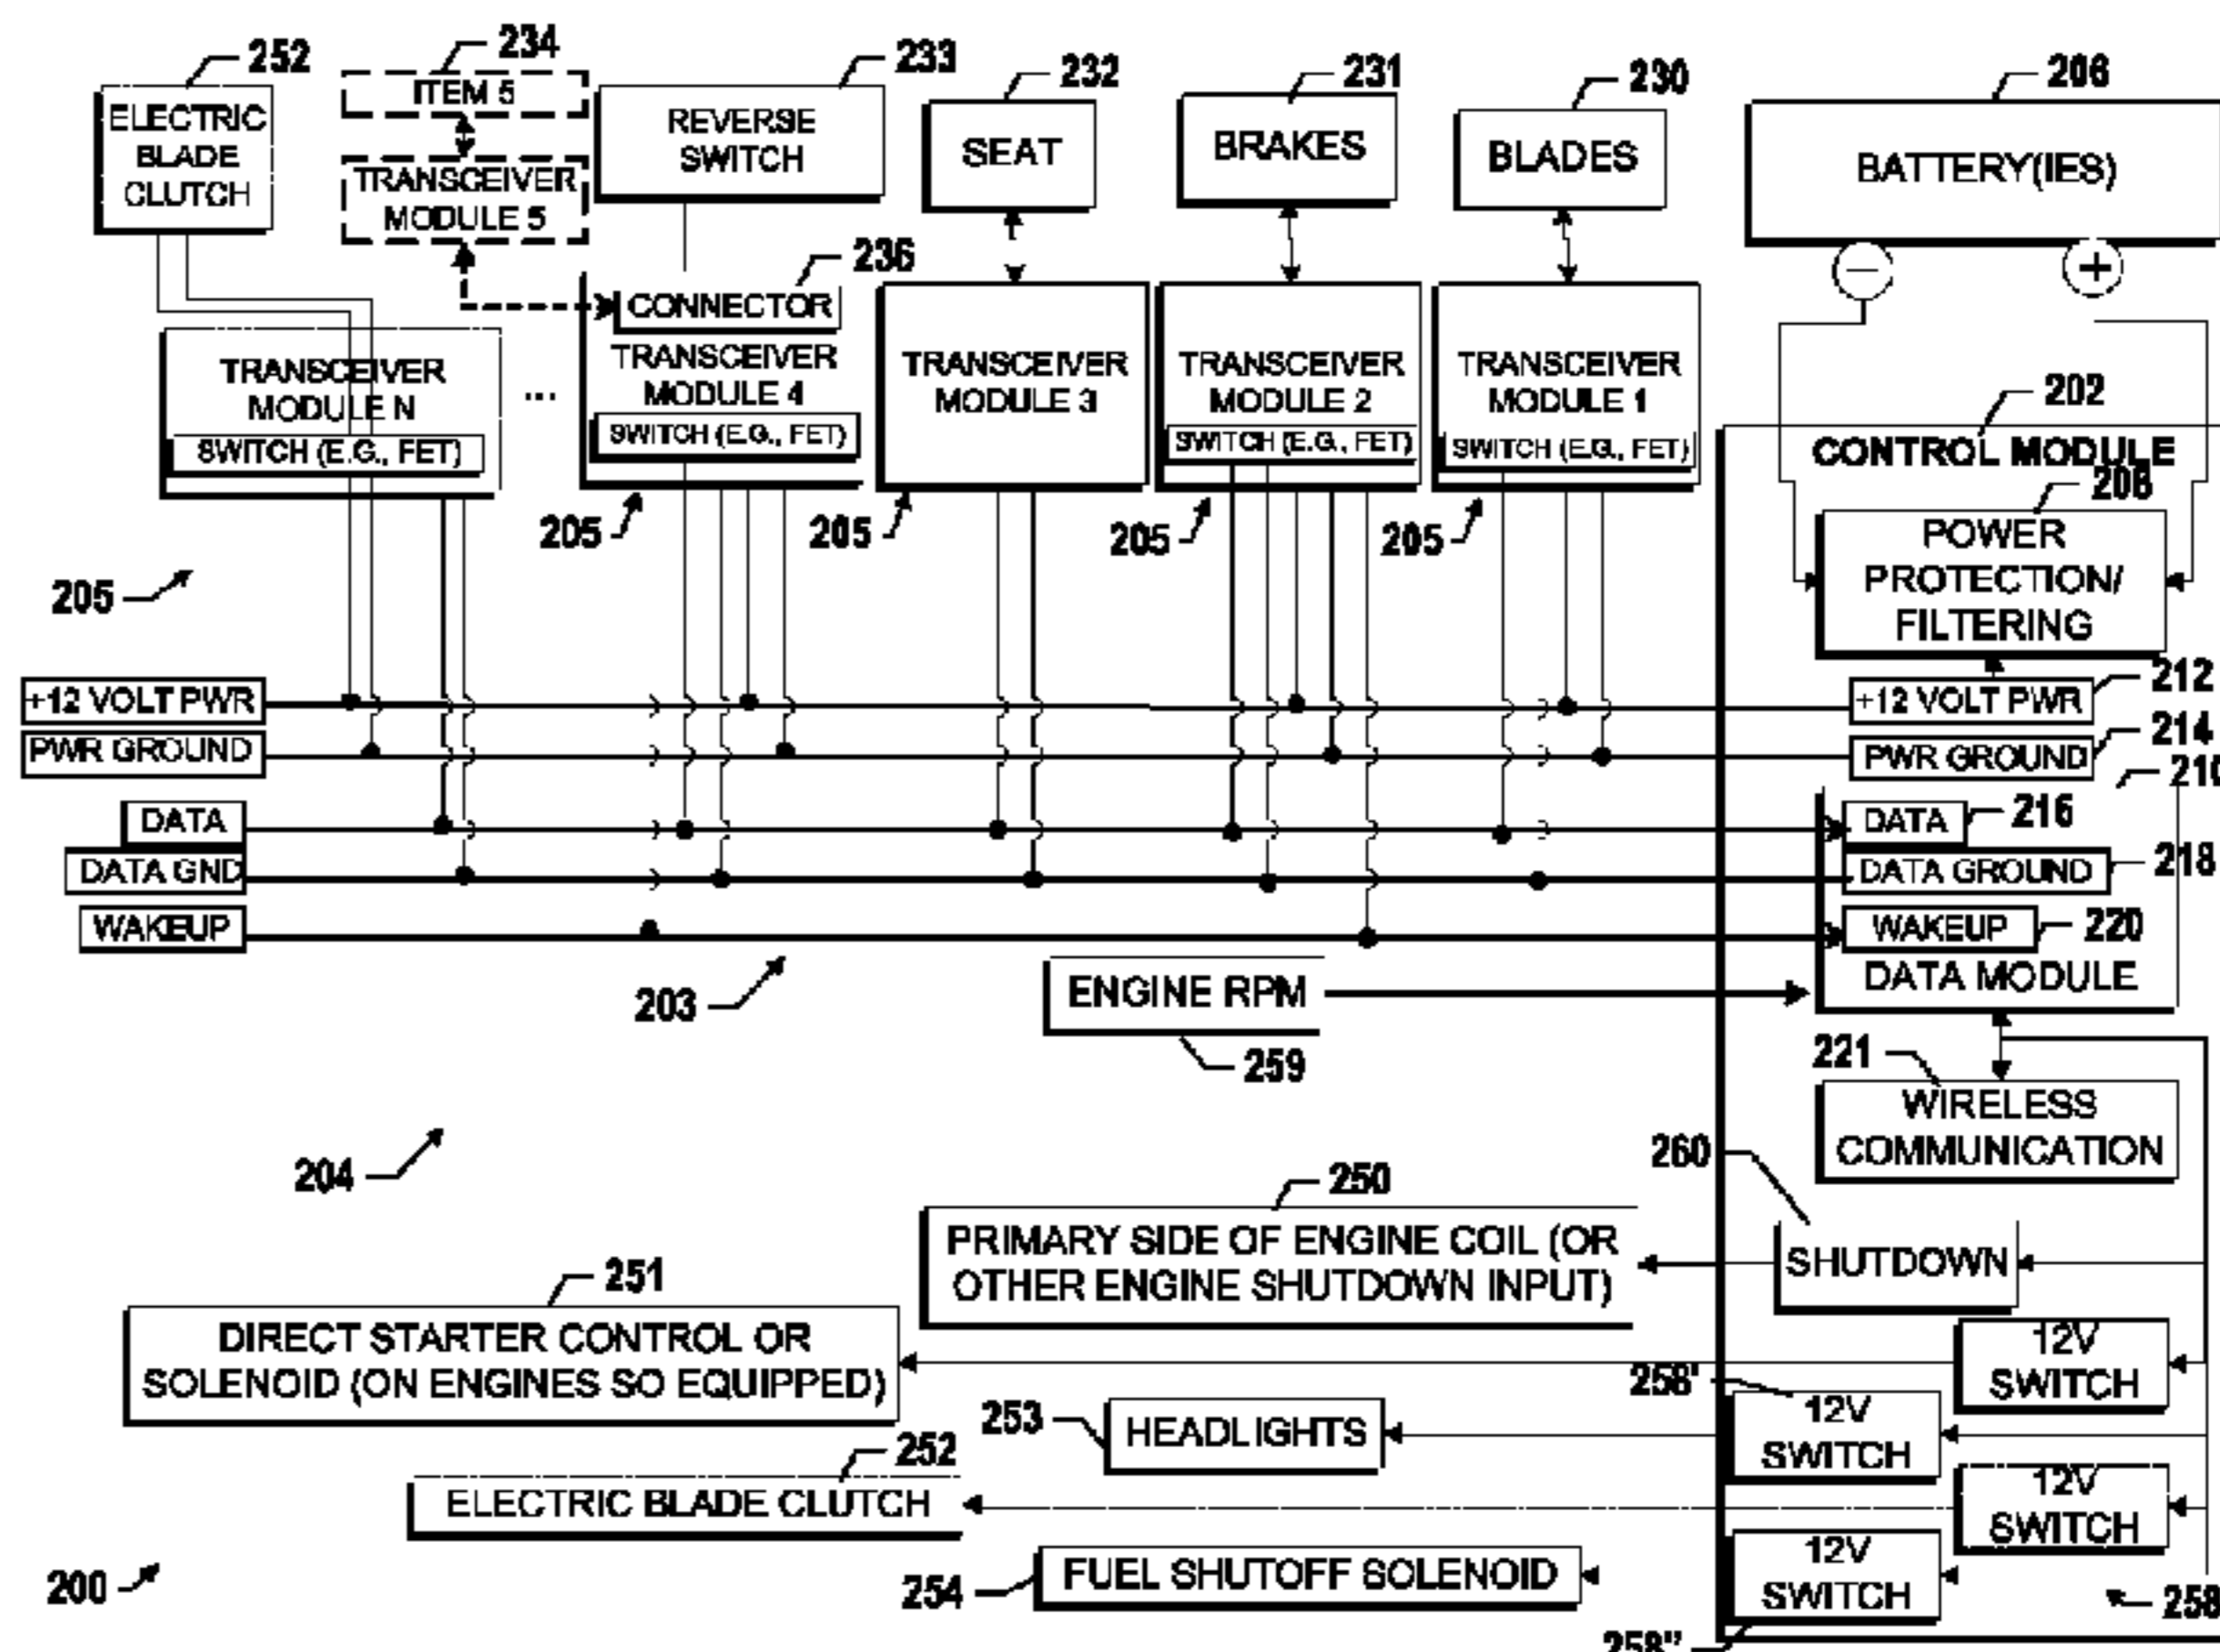 252
234
233
232
231
230
206
ELECTRIC
BLADE
CLUTCH
ITEM 5
TRANSCEIVER
MODULE 5
REVERSE
SWITCH
SEAT
BRAKES
BLADES
BATTERY(IES)
−
+
236
CONNECTOR
TRANSCEIVER
MODULE N
SWITCH (E.G., FET)
...
TRANSCEIVER
MODULE 4
SWITCH (E.G., FET)
TRANSCEIVER
MODULE 3
TRANSCEIVER
MODULE 2
SWITCH (E.G., FET)
TRANSCEIVER
MODULE 1
SWITCH (E.G., FET)
202
CONTROL MODULE
208
POWER
PROTECTION/
FILTERING
205
205
205
205
205
+12 VOLT PWR
PWR GROUND
DATA
DATA GND
WAKEUP
+12 VOLT PWR
212
PWR GROUND
214
210
DATA
216
DATA GROUND
218
WAKEUP
220
DATA MODULE
203
ENGINE RPM
259
221
WIRELESS
COMMUNICATION
204
260
SHUTDOWN
250
PRIMARY SIDE OF ENGINE COIL (OR
OTHER ENGINE SHUTDOWN INPUT)
251
DIRECT STARTER CONTROL OR
SOLENOID (ON ENGINES SO EQUIPPED)
12V
SWITCH
258'
12V
SWITCH
253
HEADLIGHTS
252
ELECTRIC BLADE CLUTCH
12V
SWITCH
12V
SWITCH
254
FUEL SHUTOFF SOLENOID
200
258
258"